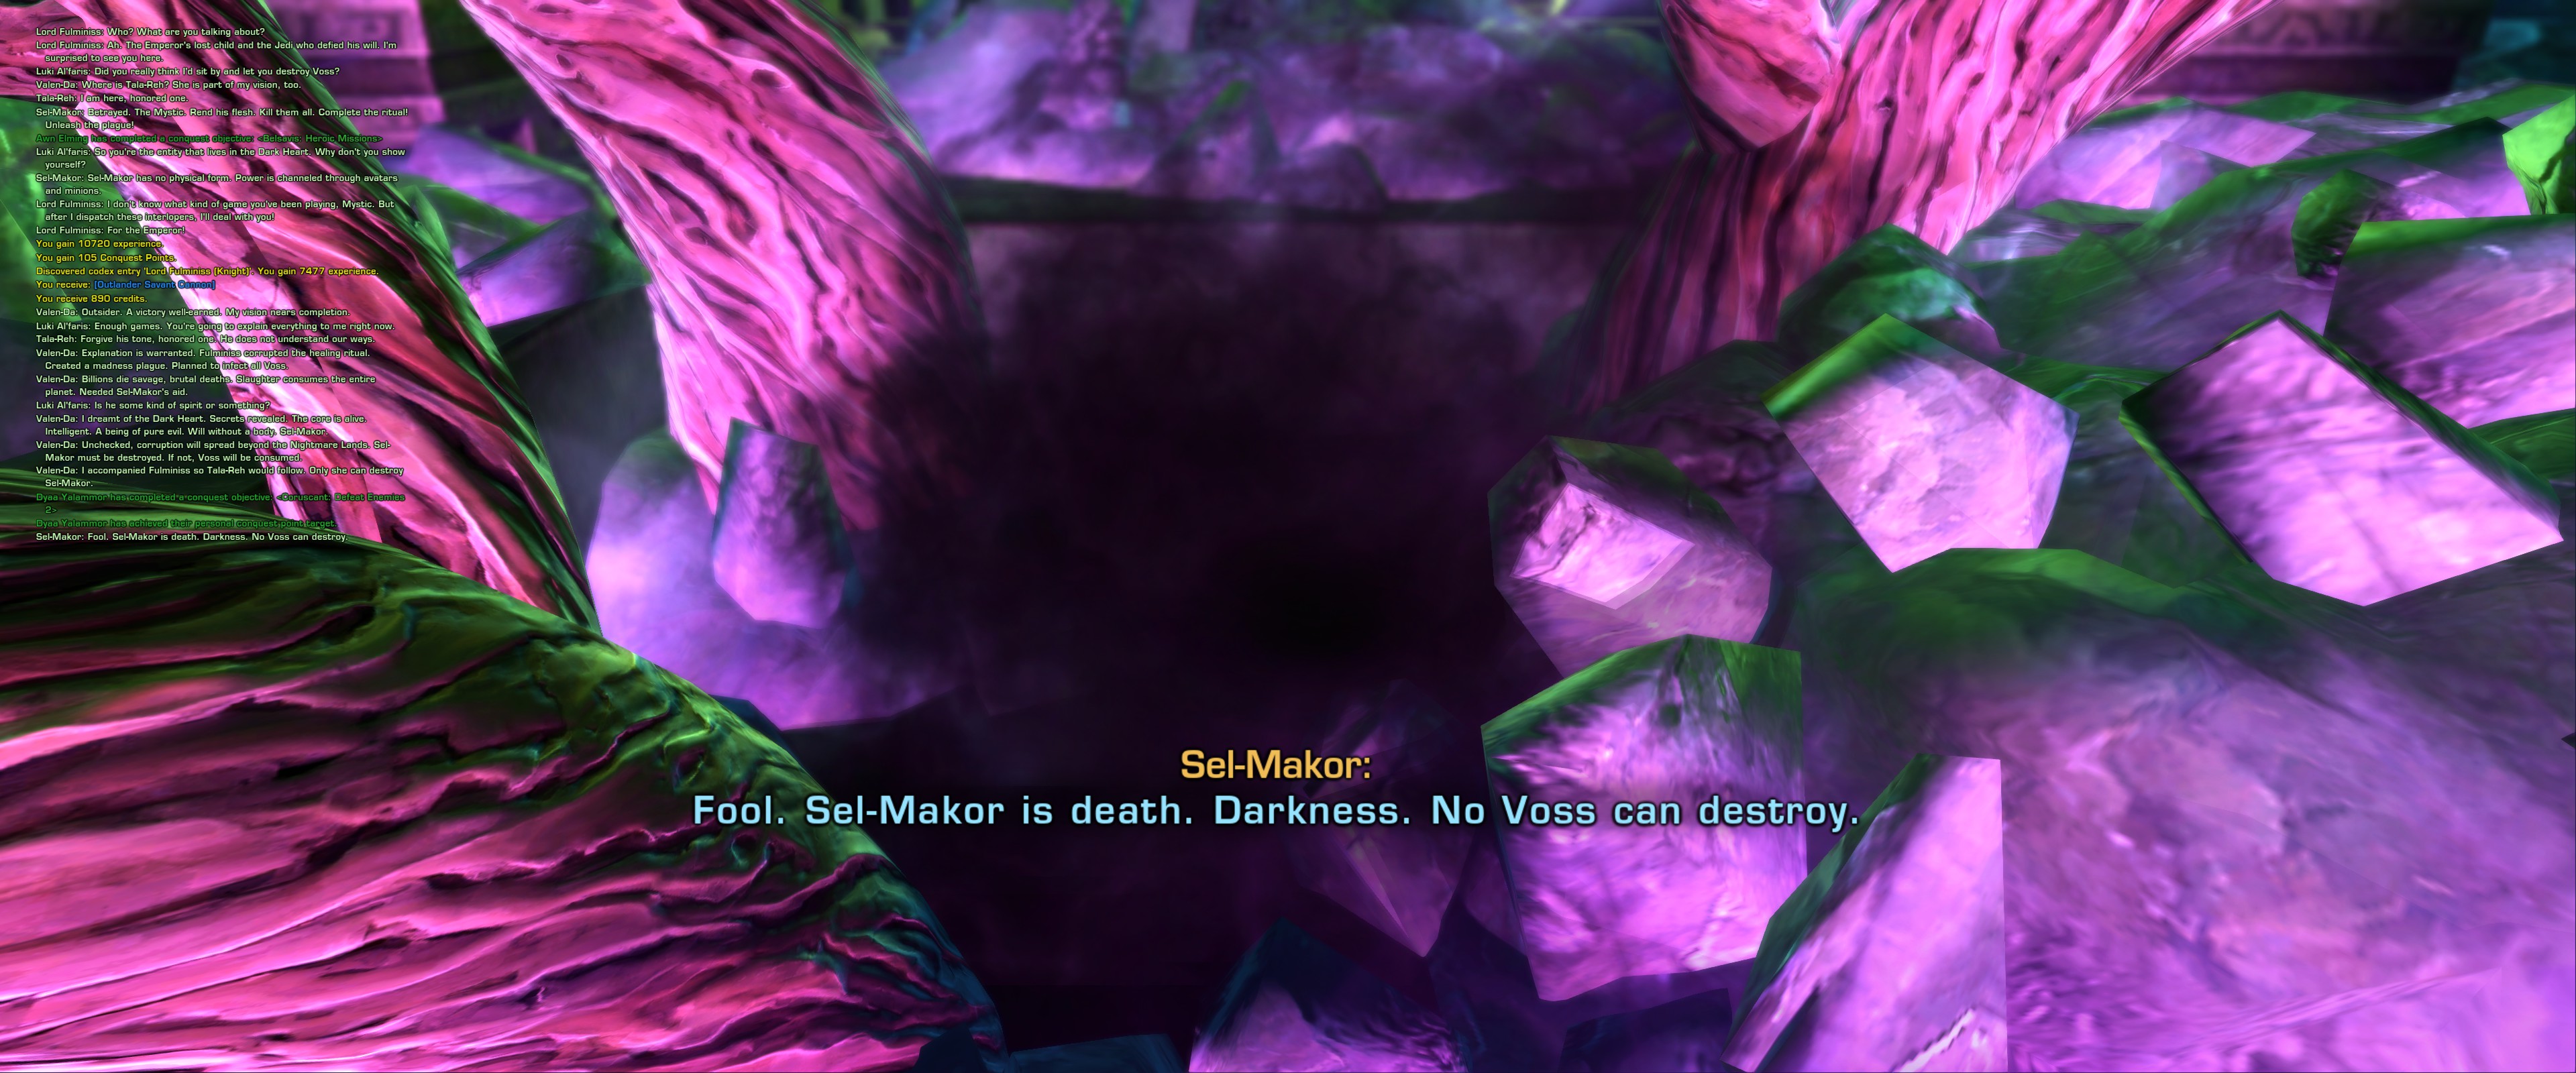 Lord Fulminiss: Who? What are you talking about?
Lord Fulminiss: Ah. The Emperor's lost child and the Jedi who defied his will. I'm
surprised to see you here.
Luki Al'faris: Did you really think I'd sit by and let you destroy Voss?
Valen-Da: Where is Tala-Reh? She is part of my vision, too.
Tala-Reh: I am here, honored one.
Sel-Makor: Betrayed. The Mystic. Rend his flesh. Kill them all. Complete the ritual!
Unleash the plague!
Awn Elming has completed a conquest objective: <Belsavis: Heroic Missions>
Luki Al'faris: So you're the entity that lives in the Dark Heart. Why don't you show
yourself?
Sel-Makor: Sel-Makor has no physical form. Power is channeled through avatars
and minions.
Lord Fulminiss: I don't know what kind of game you've been playing, Mystic. But
after I dispatch these interlopers, I'll deal with you!
Lord Fulminiss: For the Emperor!
You gain 10720 experience.
You gain 105 Conquest Points.
Discovered codex entry 'Lord Fulminiss (Knight)'. You gain 7477 experience.
You receive: [Outlander Savant Cannon]
You receive 890 credits.
Valen-Da: Outsider. A victory well-earned. My vision nears completion.
Luki Al'faris: Enough games. You're going to explain everything to me right now.
Tala-Reh: Forgive his tone, honored one. He does not understand our ways.
Valen-Da: Explanation is warranted. Fulminiss corrupted the healing ritual.
Created a madness plague. Planned to infect all Voss.
Valen-Da: Billions die savage, brutal deaths. Slaughter consumes the entire
planet. Needed Sel-Makor's aid.
Luki Al'faris: Is he some kind of spirit or something?
Valen-Da: I dreamt of the Dark Heart. Secrets revealed. The core is alive.
Intelligent. A being of pure evil. Will without a body. Sel-Makor.
Valen-Da: Unchecked, corruption will spread beyond the Nightmare Lands. Sel-
Makor must be destroyed. If not, Voss will be consumed.
Valen-Da: I accompanied Fulminiss so Tala-Reh would follow. Only she can destroy
Sel-Makor.
Dyaa Yalammor has completed a conquest objective: <Coruscant: Defeat Enemies
2>
Dyaa Yalammor has achieved their personal conquest point target.
Sel-Makor: Fool. Sel-Makor is death. Darkness. No Voss can destroy.
Sel-Makor:
Fool. Sel-Makor is death. Darkness. No Voss can destroy.